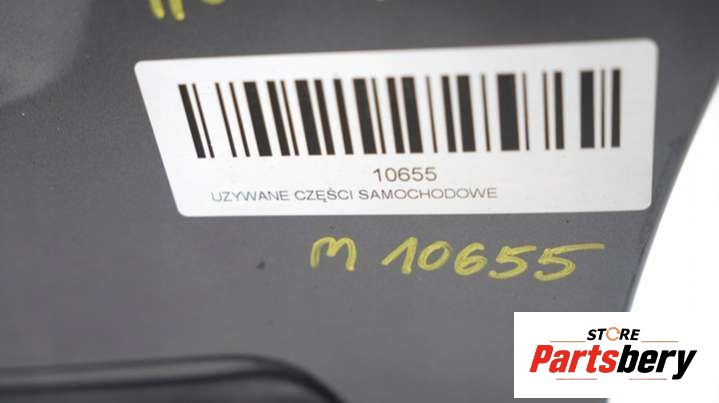 10655
UZYWANE CZĘŚCI SAMOCHODOWE
M 10655
STORE
Partsbery